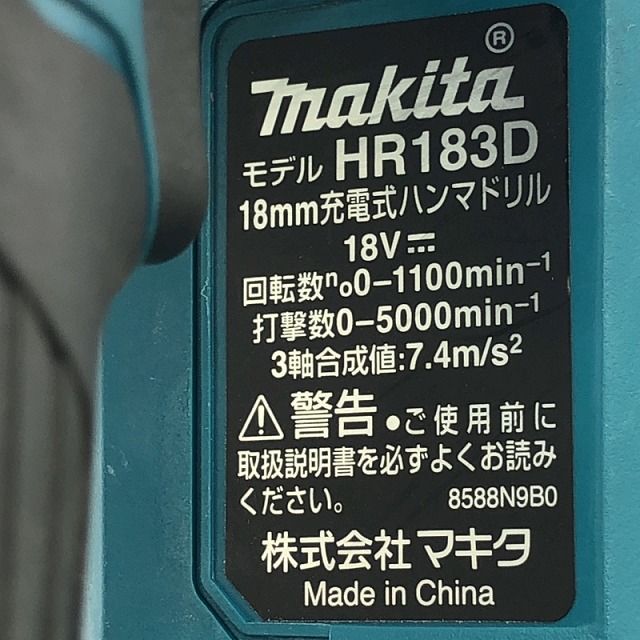 makita®
モデル HR183D
18mm充電式ハンマドリル
18V⎓
回転数n₀0-1100min⁻¹
打撃数0-5000min⁻¹
3軸合成値:7.4m/s²
⚠警告 ●ご使用前に
取扱説明書を必ずよくお読み
ください。 8588N9B0
株式会社 マキタ
Made in China